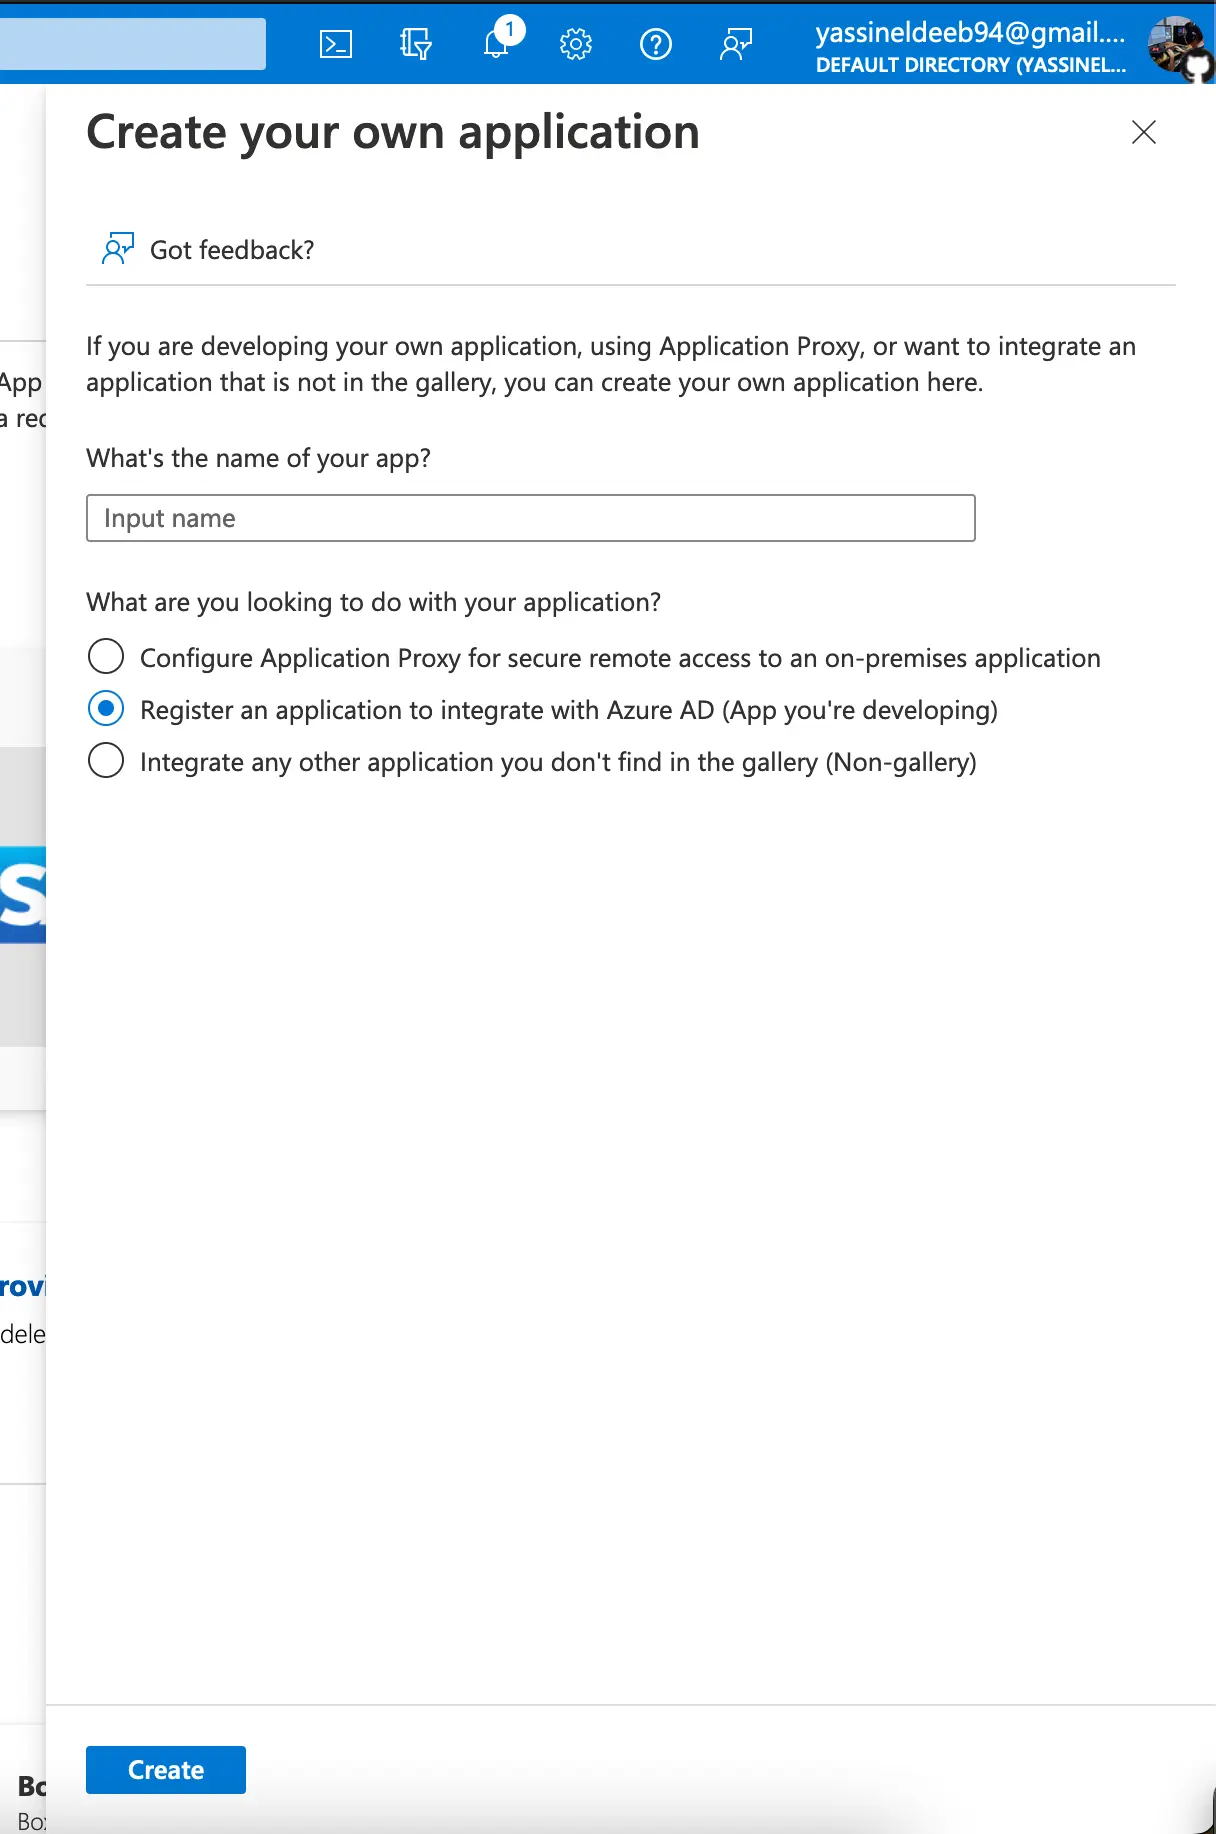 1
yassineldeeb94@gmail....
DEFAULT DIRECTORY (YASSINEL...
Create your own application
Got feedback?
If you are developing your own application, using Application Proxy, or want to integrate an
application that is not in the gallery, you can create your own application here.
App
a rec
What's the name of your app?
Input name
What are you looking to do with your application?
Configure Application Proxy for secure remote access to an on-premises application
Register an application to integrate with Azure AD (App you're developing)
Integrate any other application you don't find in the gallery (Non-gallery)
S
rovi
dele
Create
Bo
Box